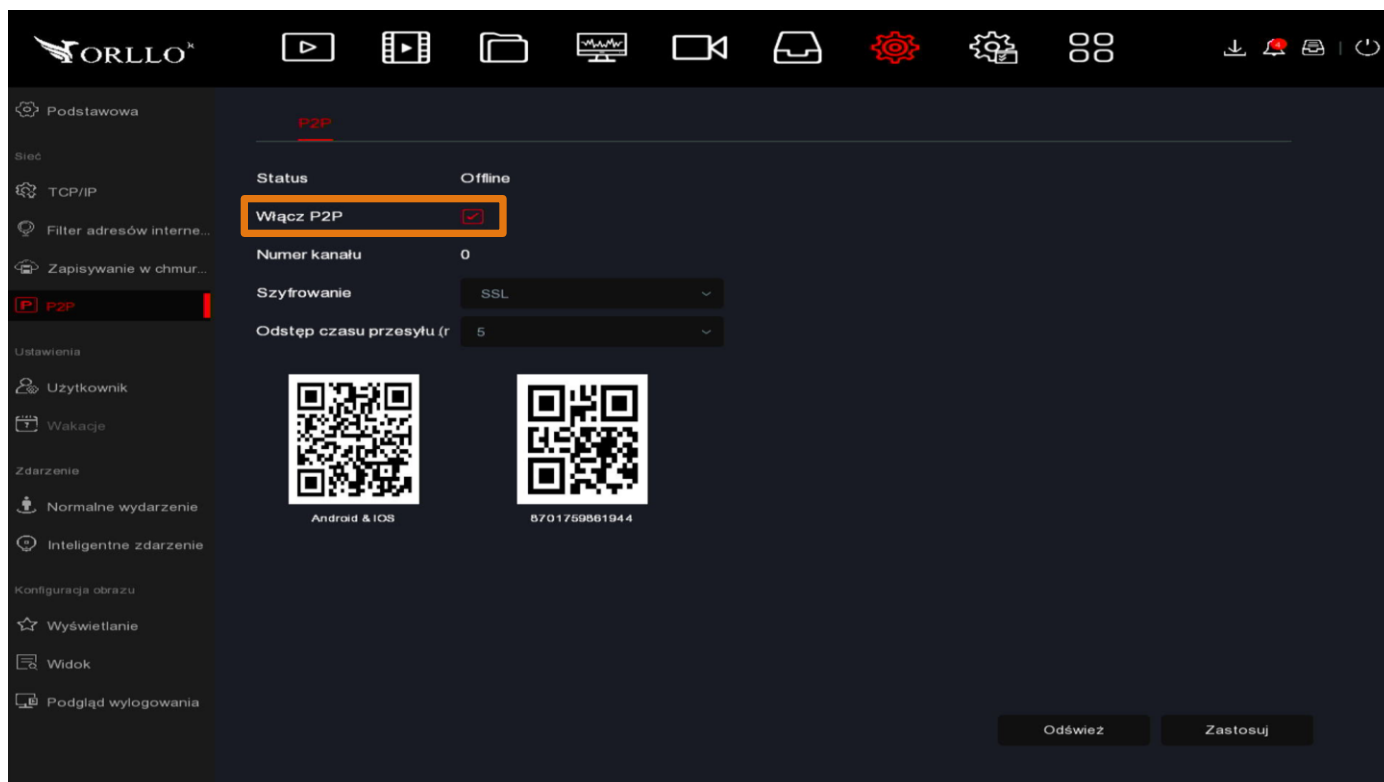 ORLLO
Podstawowa
P2P
Sieć
TCP/IP
Filter adresów interne...
Zapisywanie w chmur...
P2P
Ustawienia
Użytkownik
Wakacje
Zdarzenie
Normalne wydarzenie
Inteligentne zdarzenie
Konfiguracja obrazu
Wyświetlanie
Widok
Podgląd wylogowania
Status Offline
Włącz P2P
Numer kanału 0
Szyfrowanie SSL
Odstęp czasu przesyłu (r 5
Android & IOS 8701759861944
Odśwież Zastosuj